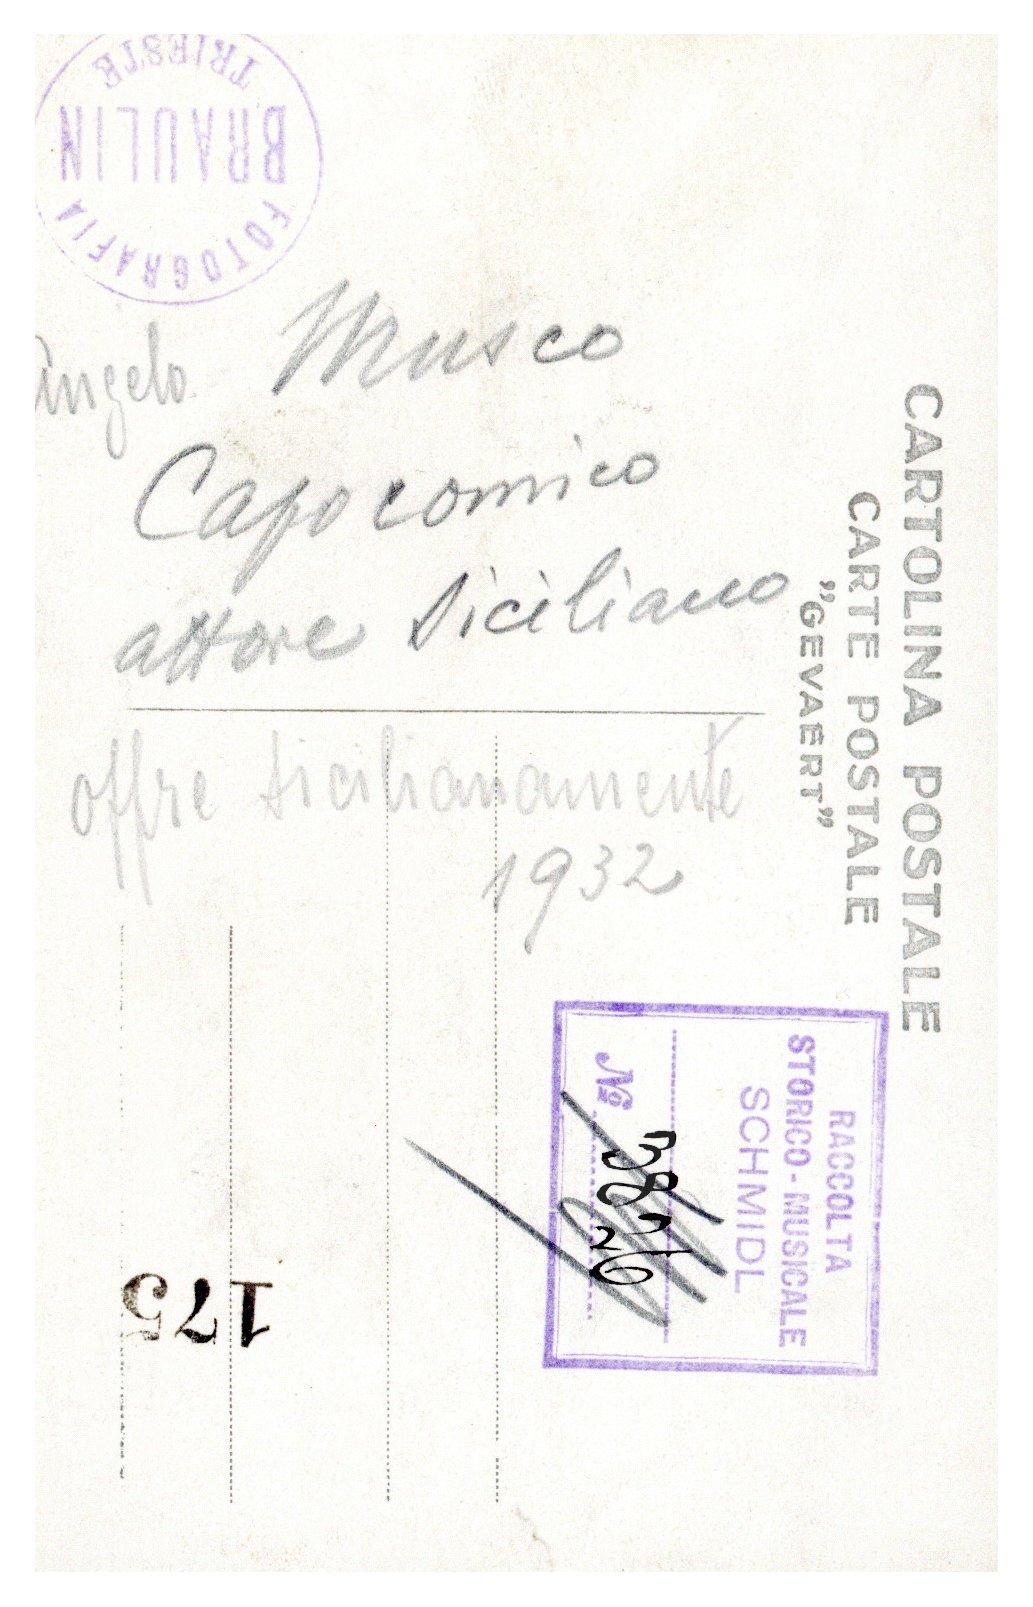 FOTOGRAFIA
BRAULIN
TRIESTE
Angelo Musco
Capocomico
attore siciliano
offre sicilianamente
1932
CARTOLINA POSTALE
CARTE POSTALE
„GEVAERT”
RACCOLTA
STORICO-MUSICALE
SCHMIDL
№
175